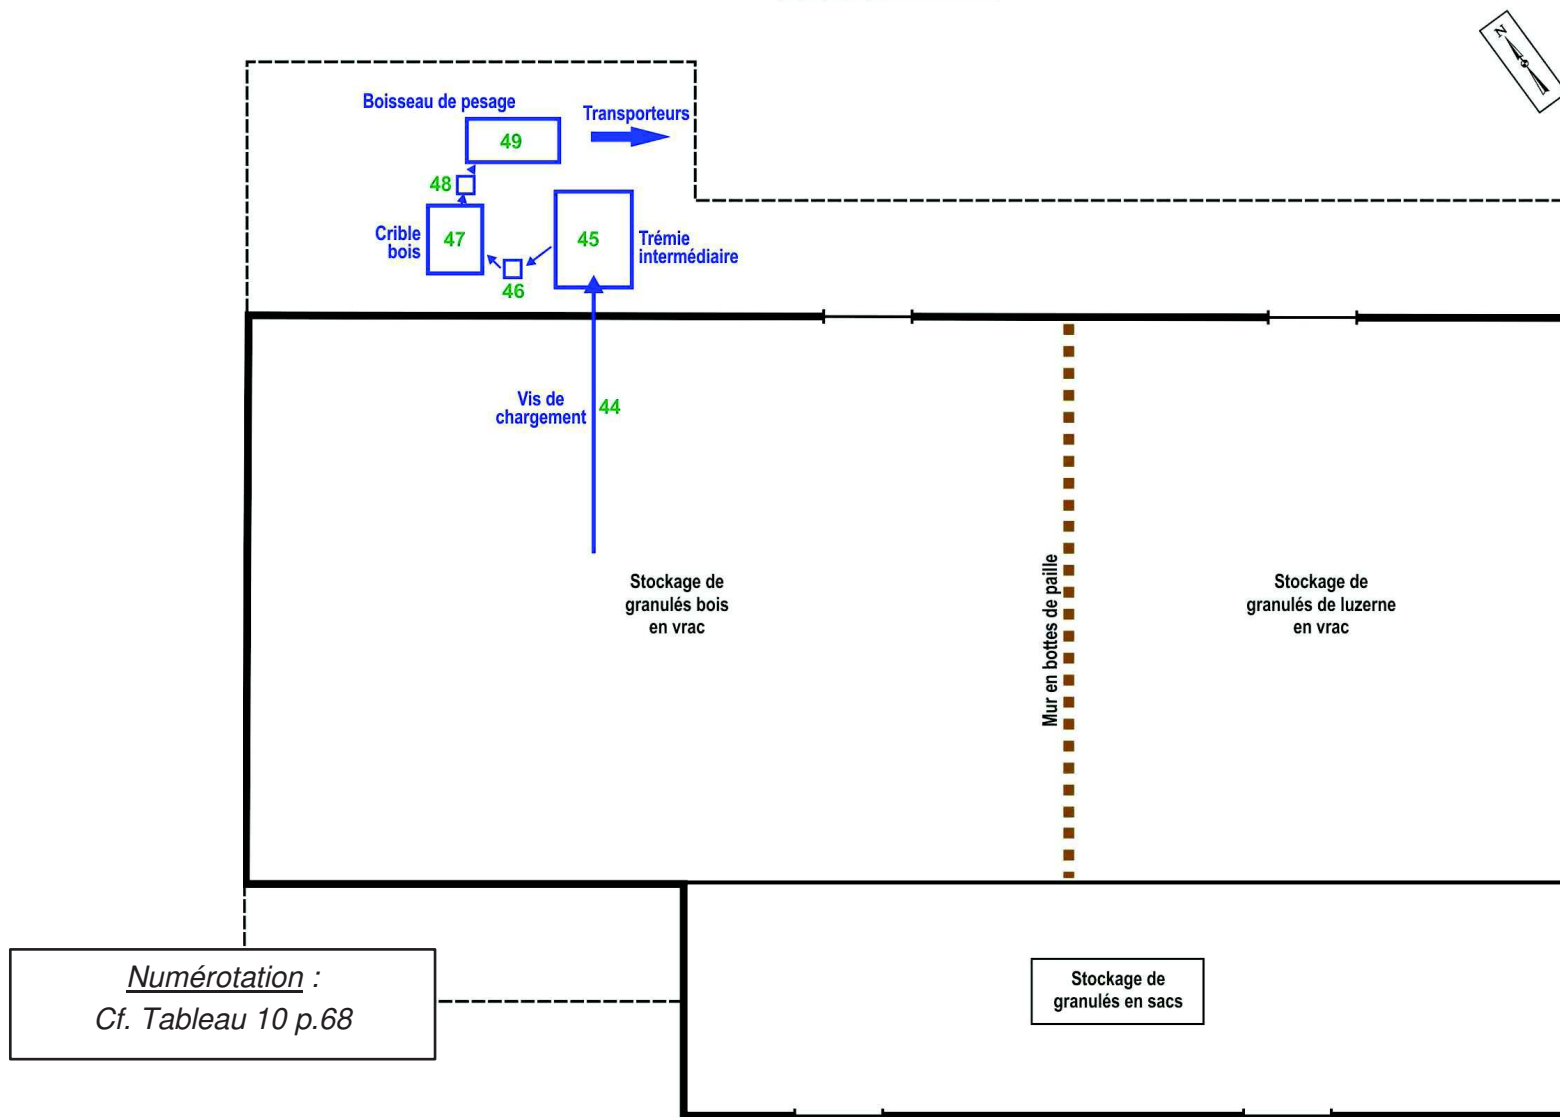 N
Boisseau de pesage
Transporteurs
49
48
Crible
bois
47
45
Trémie
intermédiaire
46
Vis de
chargement
44
Stockage de
granulés bois
en vrac
Mur en bottes de paille
Stockage de
granulés de luzerne
en vrac
Numérotation :
Cf. Tableau 10 p.68
Stockage de
granulés en sacs